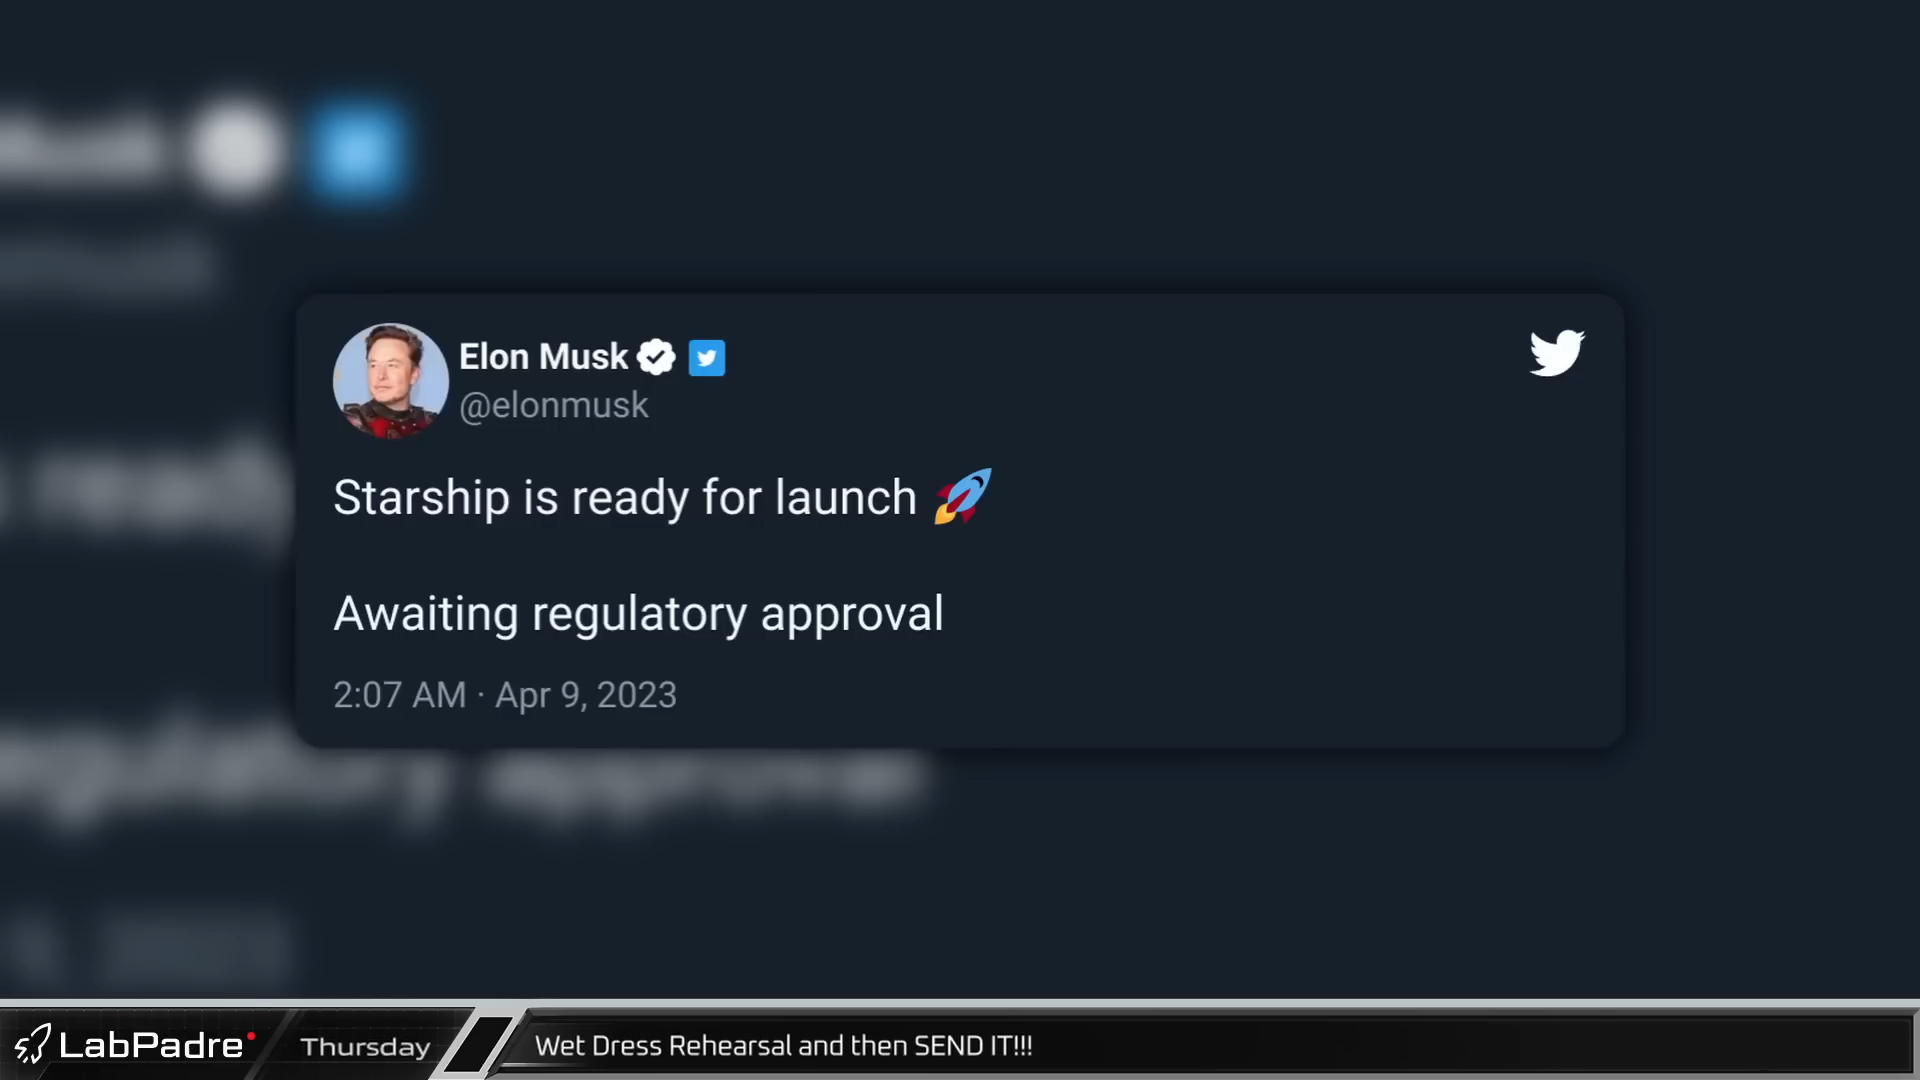 Elon Musk
@elonmusk
Starship is ready for launch 🚀
Awaiting regulatory approval
2:07 AM · Apr 9, 2023
LabPadre
Thursday
Wet Dress Rehearsal and then SEND IT!!!